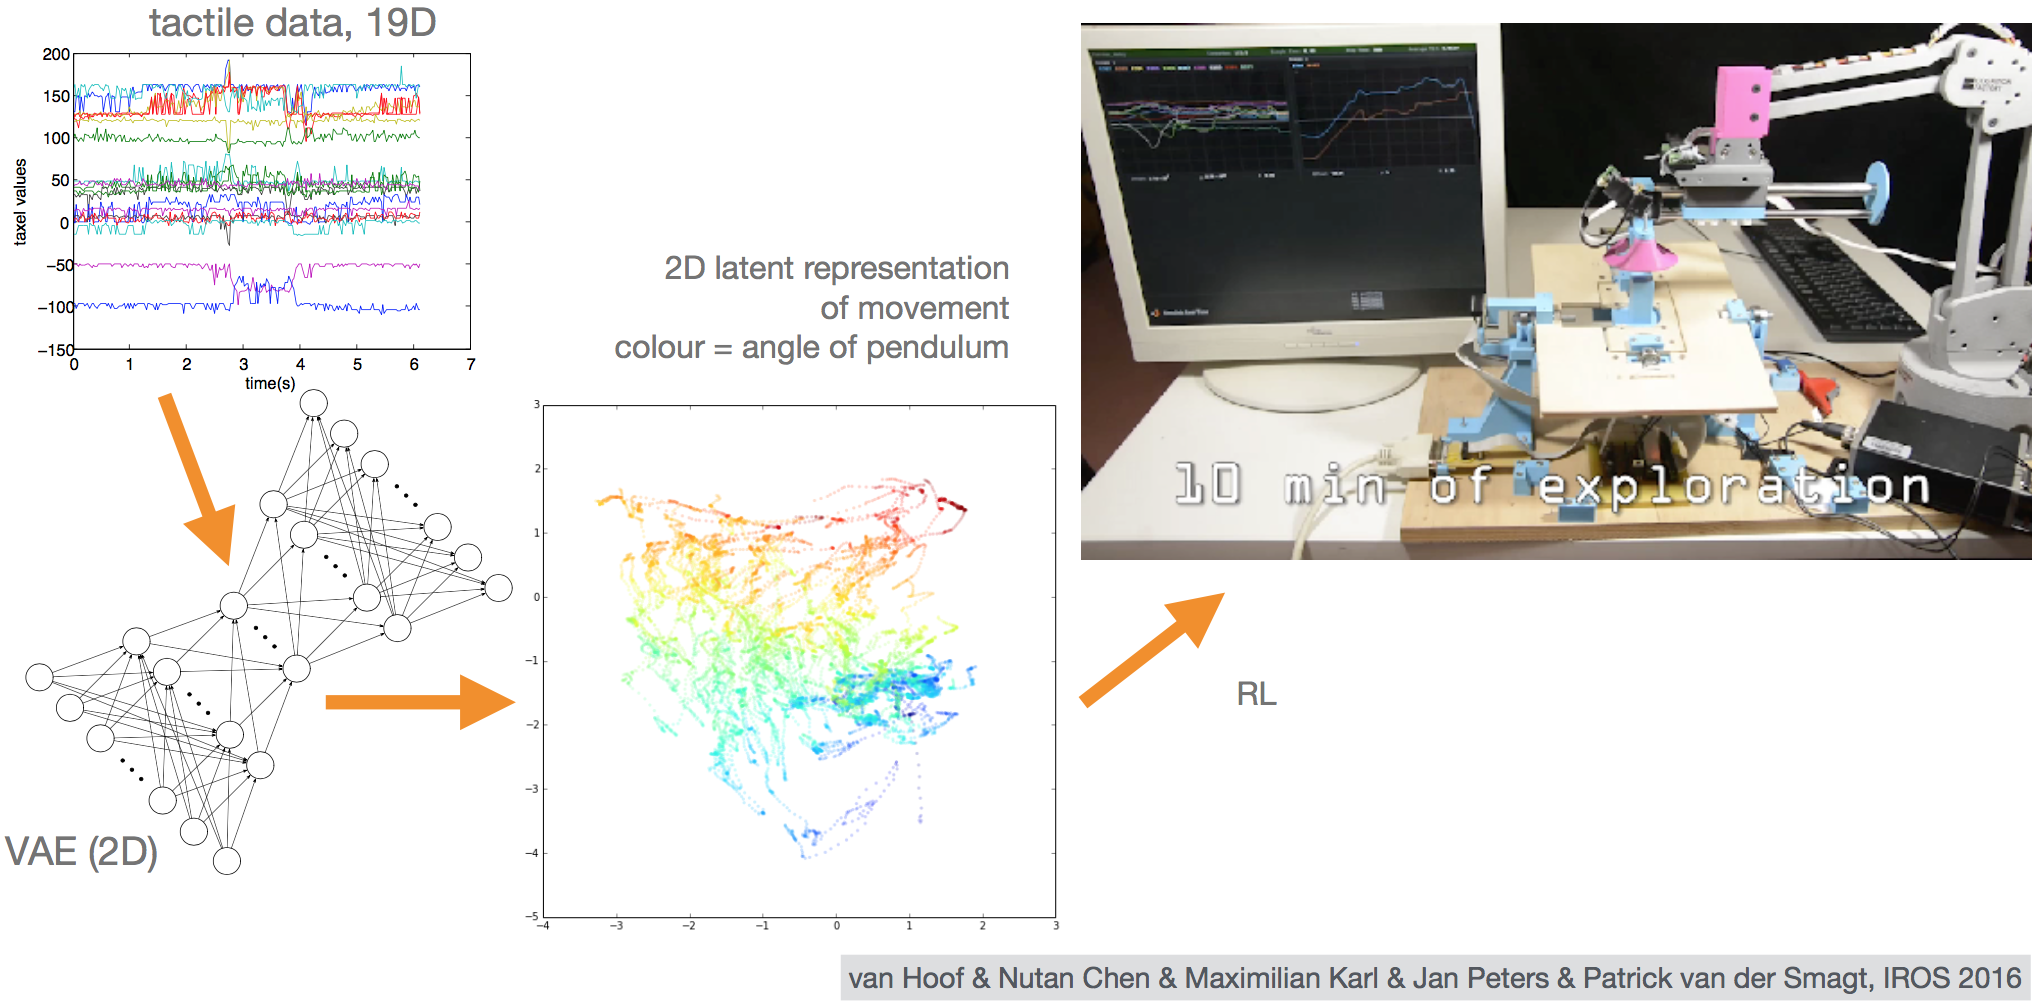 tactile data, 19D
200
150
100
50
0
−50
−100
−150
taxel values
0 1 2 3 4 5 6 7
time(s)
2D latent representation
of movement
colour = angle of pendulum
10 min of exploration
VAE (2D)
3
2
1
0
−1
−2
−3
−4
−5
−4 −3 −2 −1 0 1 2 3
RL
van Hoof & Nutan Chen & Maximilian Karl & Jan Peters & Patrick van der Smagt, IROS 2016